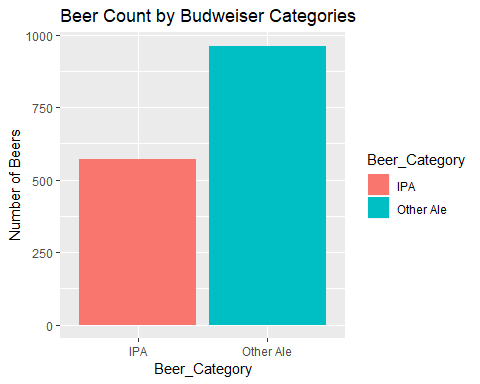 Beer Count by Budweiser Categories
Number of Beers
1000
750
500
250
0
IPA
Other Ale
Beer_Category
Beer_Category
IPA
Other Ale